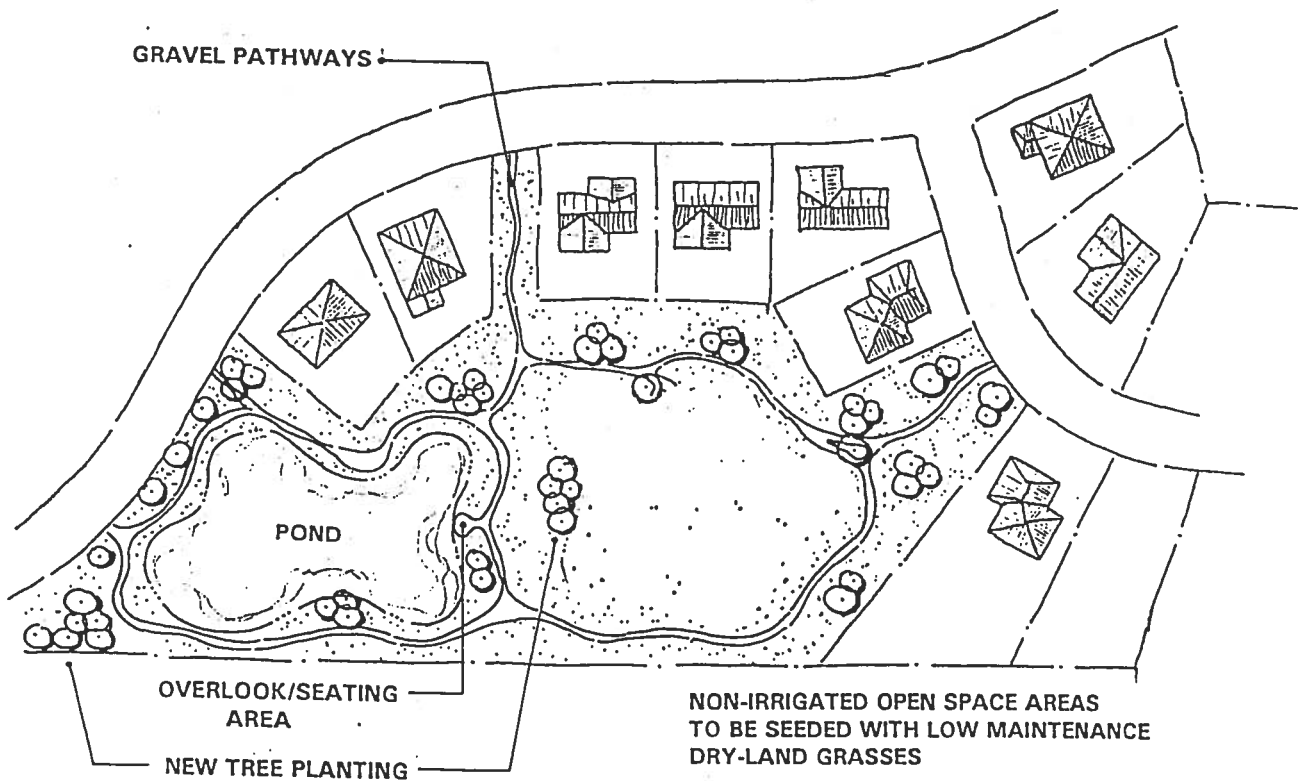 GRAVEL PATHWAYS
POND
OVERLOOK/SEATING
AREA
NEW TREE PLANTING
NON-IRRIGATED OPEN SPACE AREAS
TO BE SEEDED WITH LOW MAINTENANCE
DRY-LAND GRASSES